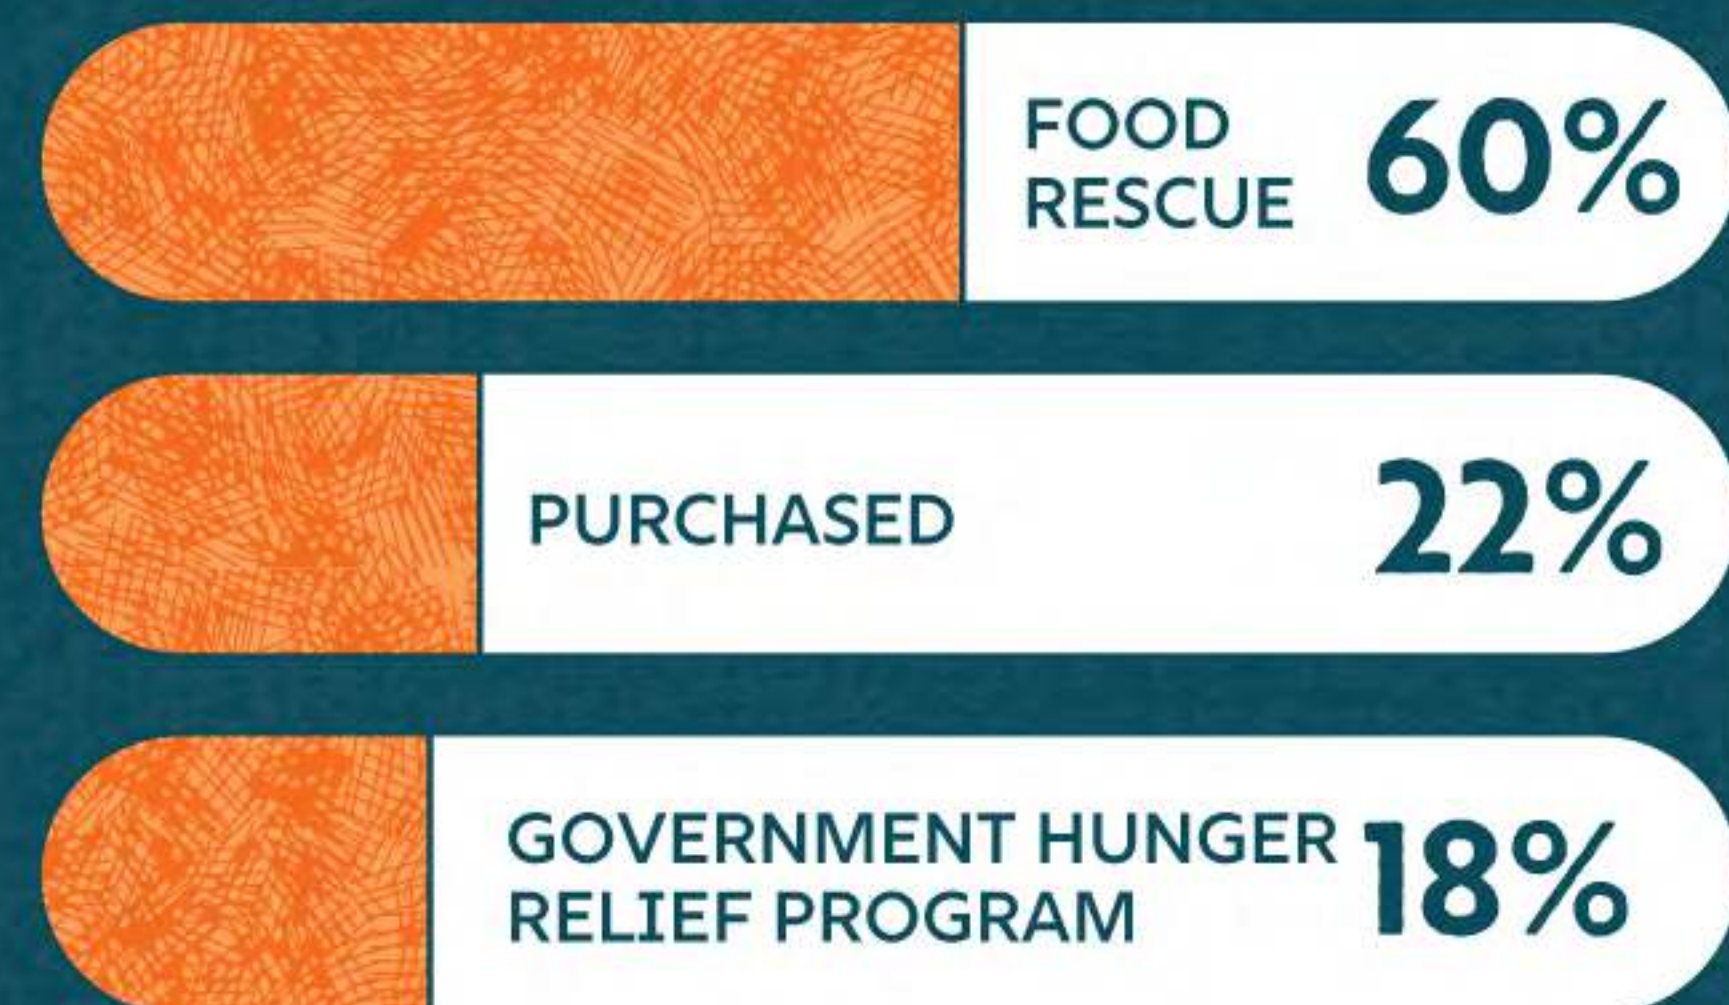 FOOD
RESCUE 60%
PURCHASED 22%
GOVERNMENT HUNGER
RELIEF PROGRAM 18%